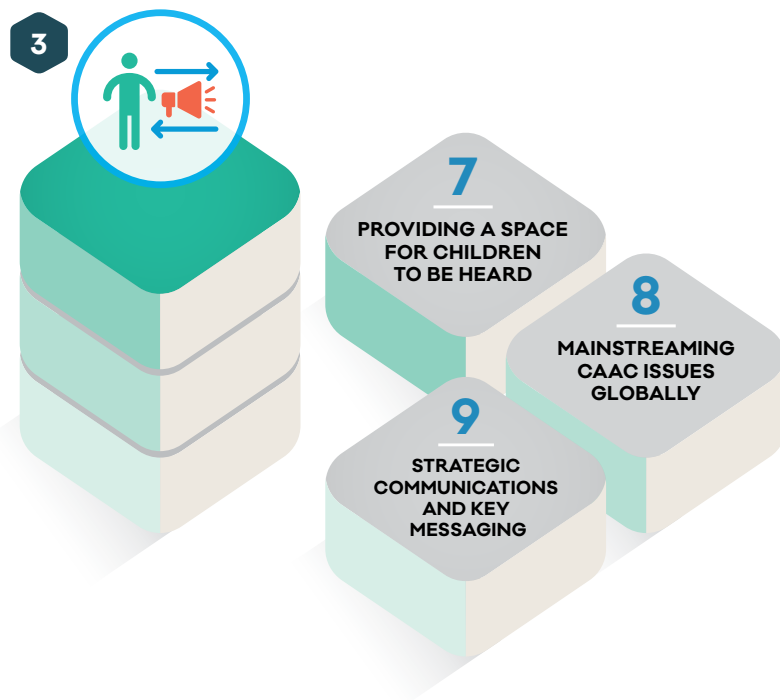 3
7
PROVIDING A SPACE
FOR CHILDREN
TO BE HEARD
8
MAINSTREAMING
CAAC ISSUES
GLOBALLY
9
STRATEGIC
COMMUNICATIONS
AND KEY
MESSAGING